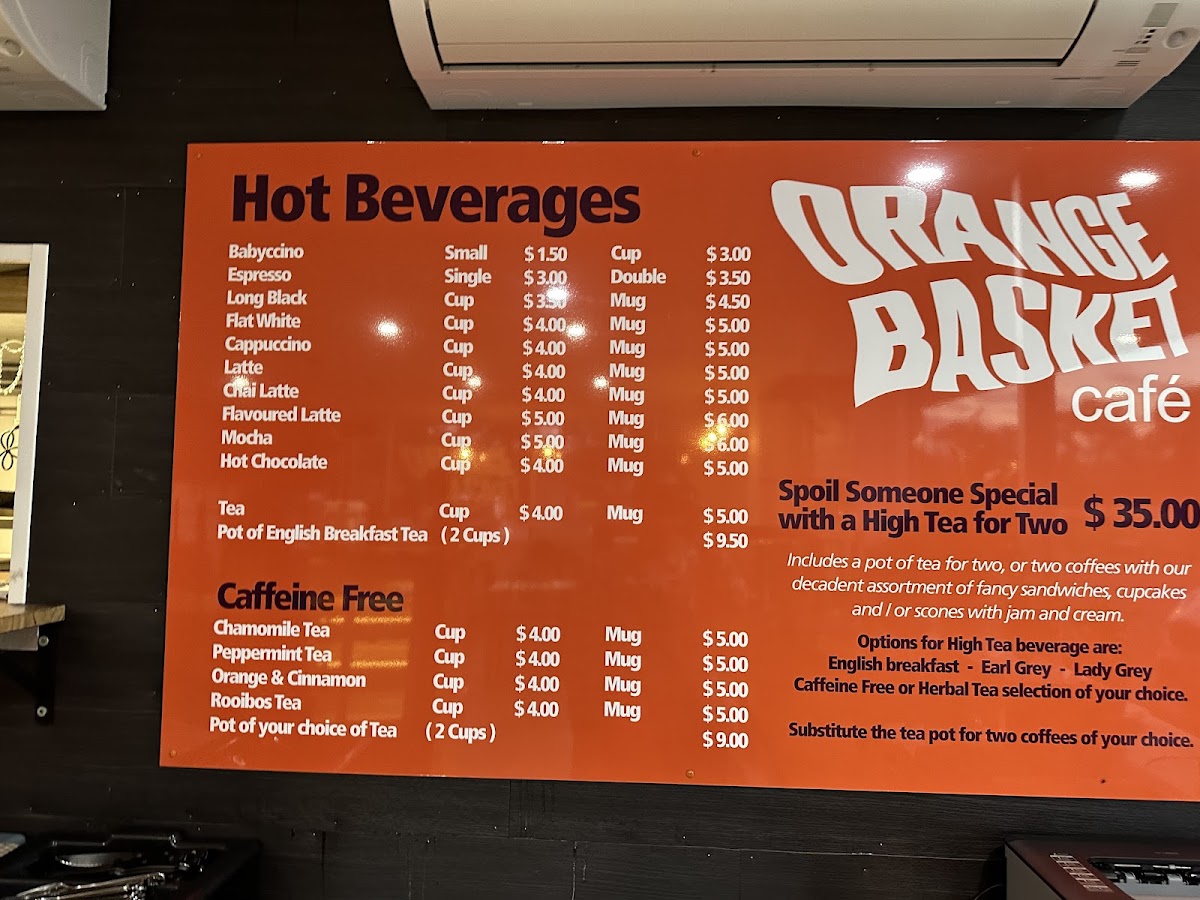 Hot Beverages
Babyccino Small $ 1.50 Cup $ 3.00
Espresso Single $ 3.00 Double $ 3.50
Long Black Cup $ 3.50 Mug $ 4.50
Flat White Cup $ 4.00 Mug $ 5.00
Cappuccino Cup $ 4.00 Mug $ 5.00
Latte Cup $ 4.00 Mug $ 5.00
Chai Latte Cup $ 4.00 Mug $ 5.00
Flavoured Latte Cup $ 5.00 Mug $ 6.00
Mocha Cup $ 5.00 Mug $ 6.00
Hot Chocolate Cup $ 4.00 Mug $ 5.00
Tea Cup $ 4.00 Mug $ 5.00
Pot of English Breakfast Tea ( 2 Cups ) $ 9.50
Caffeine Free
Chamomile Tea Cup $ 4.00 Mug $ 5.00
Peppermint Tea Cup $ 4.00 Mug $ 5.00
Orange & Cinnamon Cup $ 4.00 Mug $ 5.00
Rooibos Tea Cup $ 4.00 Mug $ 5.00
Pot of your choice of Tea ( 2 Cups ) $ 9.00
ORANGE
BASKET
café
Spoil Someone Special
with a High Tea for Two $ 35.00
Includes a pot of tea for two, or two coffees with our
decadent assortment of fancy sandwiches, cupcakes
and / or scones with jam and cream.
Options for High Tea beverage are:
English breakfast - Earl Grey - Lady Grey
Caffeine Free or Herbal Tea selection of your choice.
Substitute the tea pot for two coffees of your choice.